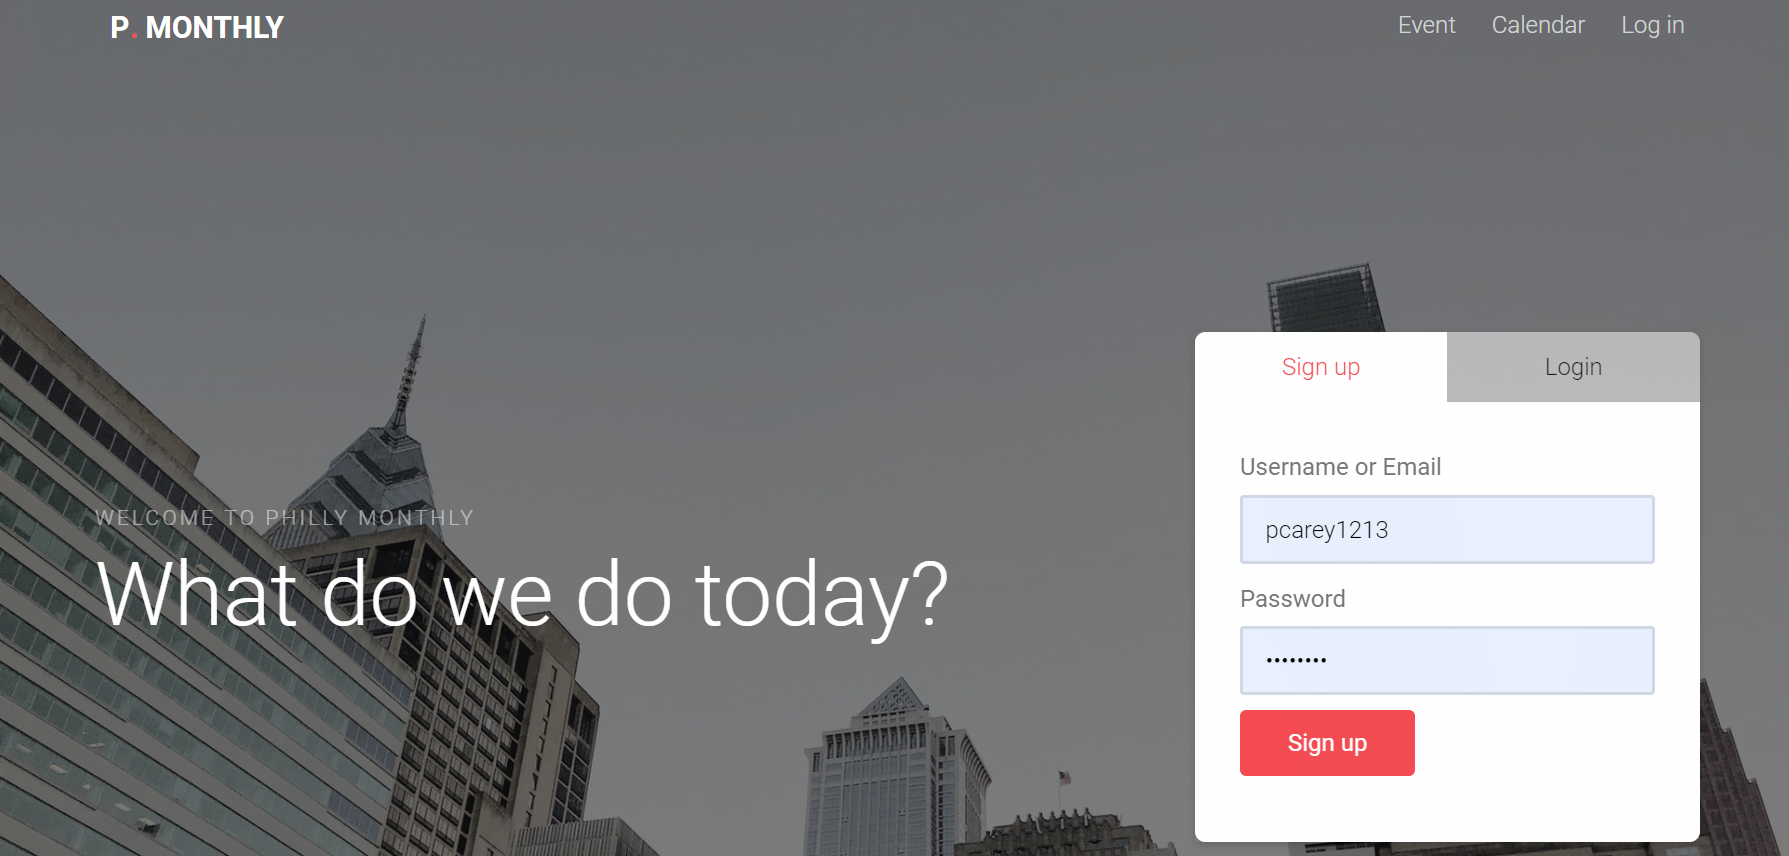 P. MONTHLY
Event Calendar Log in
Sign up Login
WELCOME TO PHILLY MONTHLY
What do we do today?
Username or Email
pcarey1213
Password
••••••••
Sign up